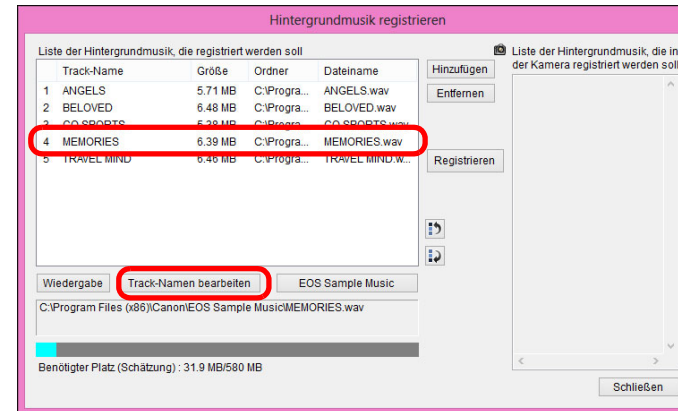 Hintergrundmusik registrieren
Liste der Hintergrundmusik, die registriert werden soll
Track-Name Größe Ordner Dateiname
1 ANGELS 5.71 MB C:\Progra... ANGELS.wav
2 BELOVED 6.48 MB C:\Progra... BELOVED.wav
3 GO SPORTS 5.38 MB C:\Progra... GO SPORTS.wav
4 MEMORIES 6.39 MB C:\Progra... MEMORIES.wav
5 TRAVEL MIND 6.46 MB C:\Progra... TRAVEL MIND.w...
Hinzufügen
Entfernen
Registrieren
Liste der Hintergrundmusik, die in
der Kamera registriert werden soll
Wiedergabe Track-Namen bearbeiten EOS Sample Music
C:\Program Files (x86)\Canon\EOS Sample Music\MEMORIES.wav
Benötigter Platz (Schätzung) : 31.9 MB/580 MB
Schließen